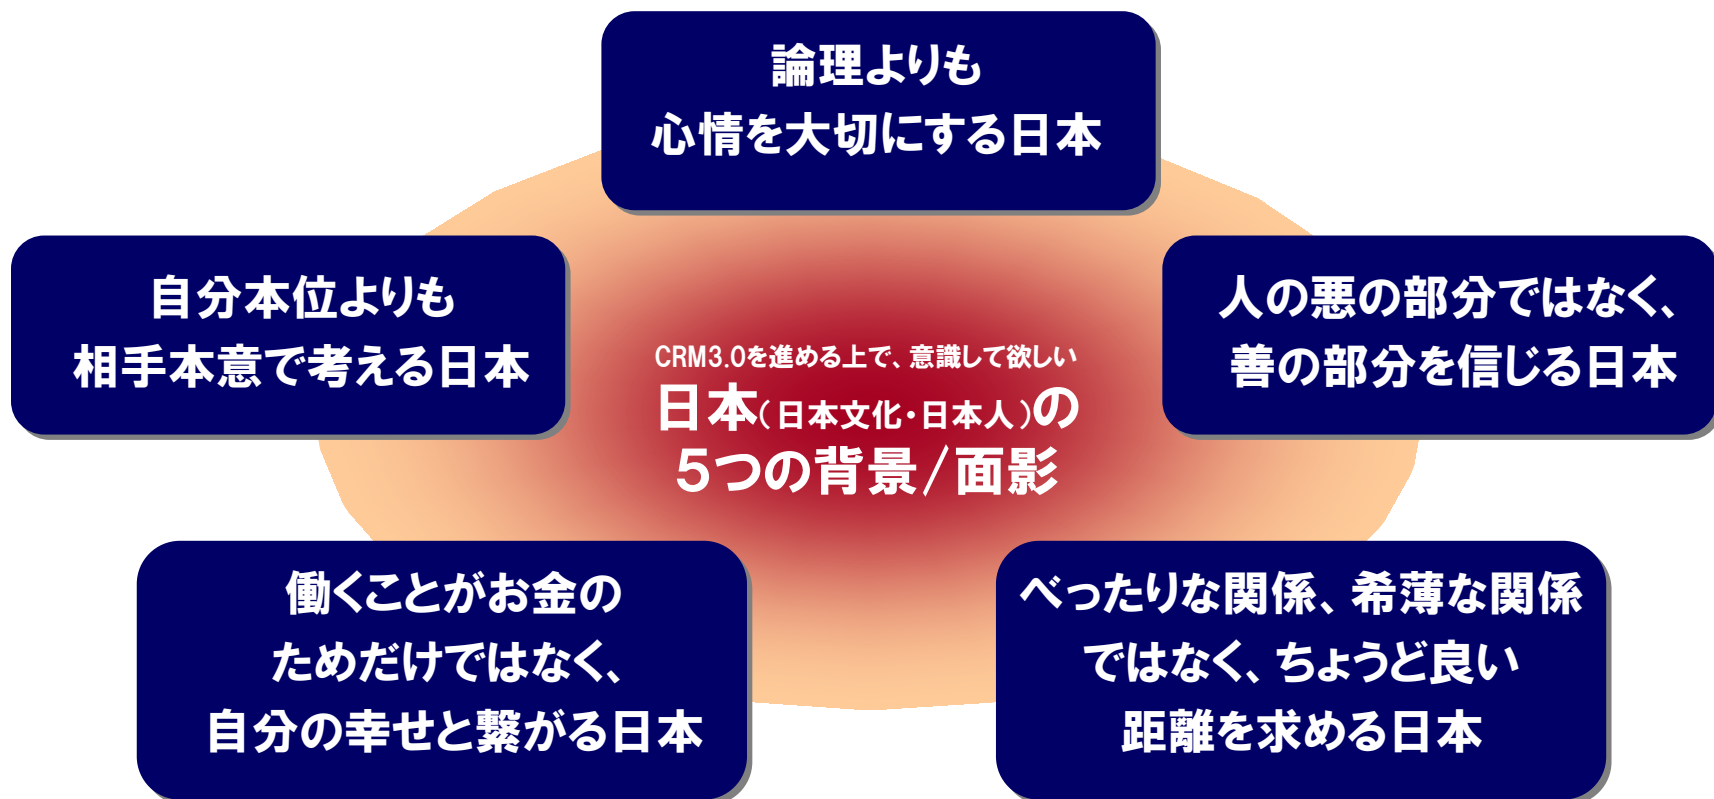 論理よりも
心情を大切にする日本
自分本位よりも
相手本意で考える日本
人の悪の部分ではなく、
善の部分を信じる日本
CRM3.0を進める上で、意識して欲しい
日本(日本文化・日本人)の
5つの背景/面影
働くことがお金の
ためだけではなく、
自分の幸せと繋がる日本
べったりな関係、希薄な関係
ではなく、ちょうど良い
距離を求める日本